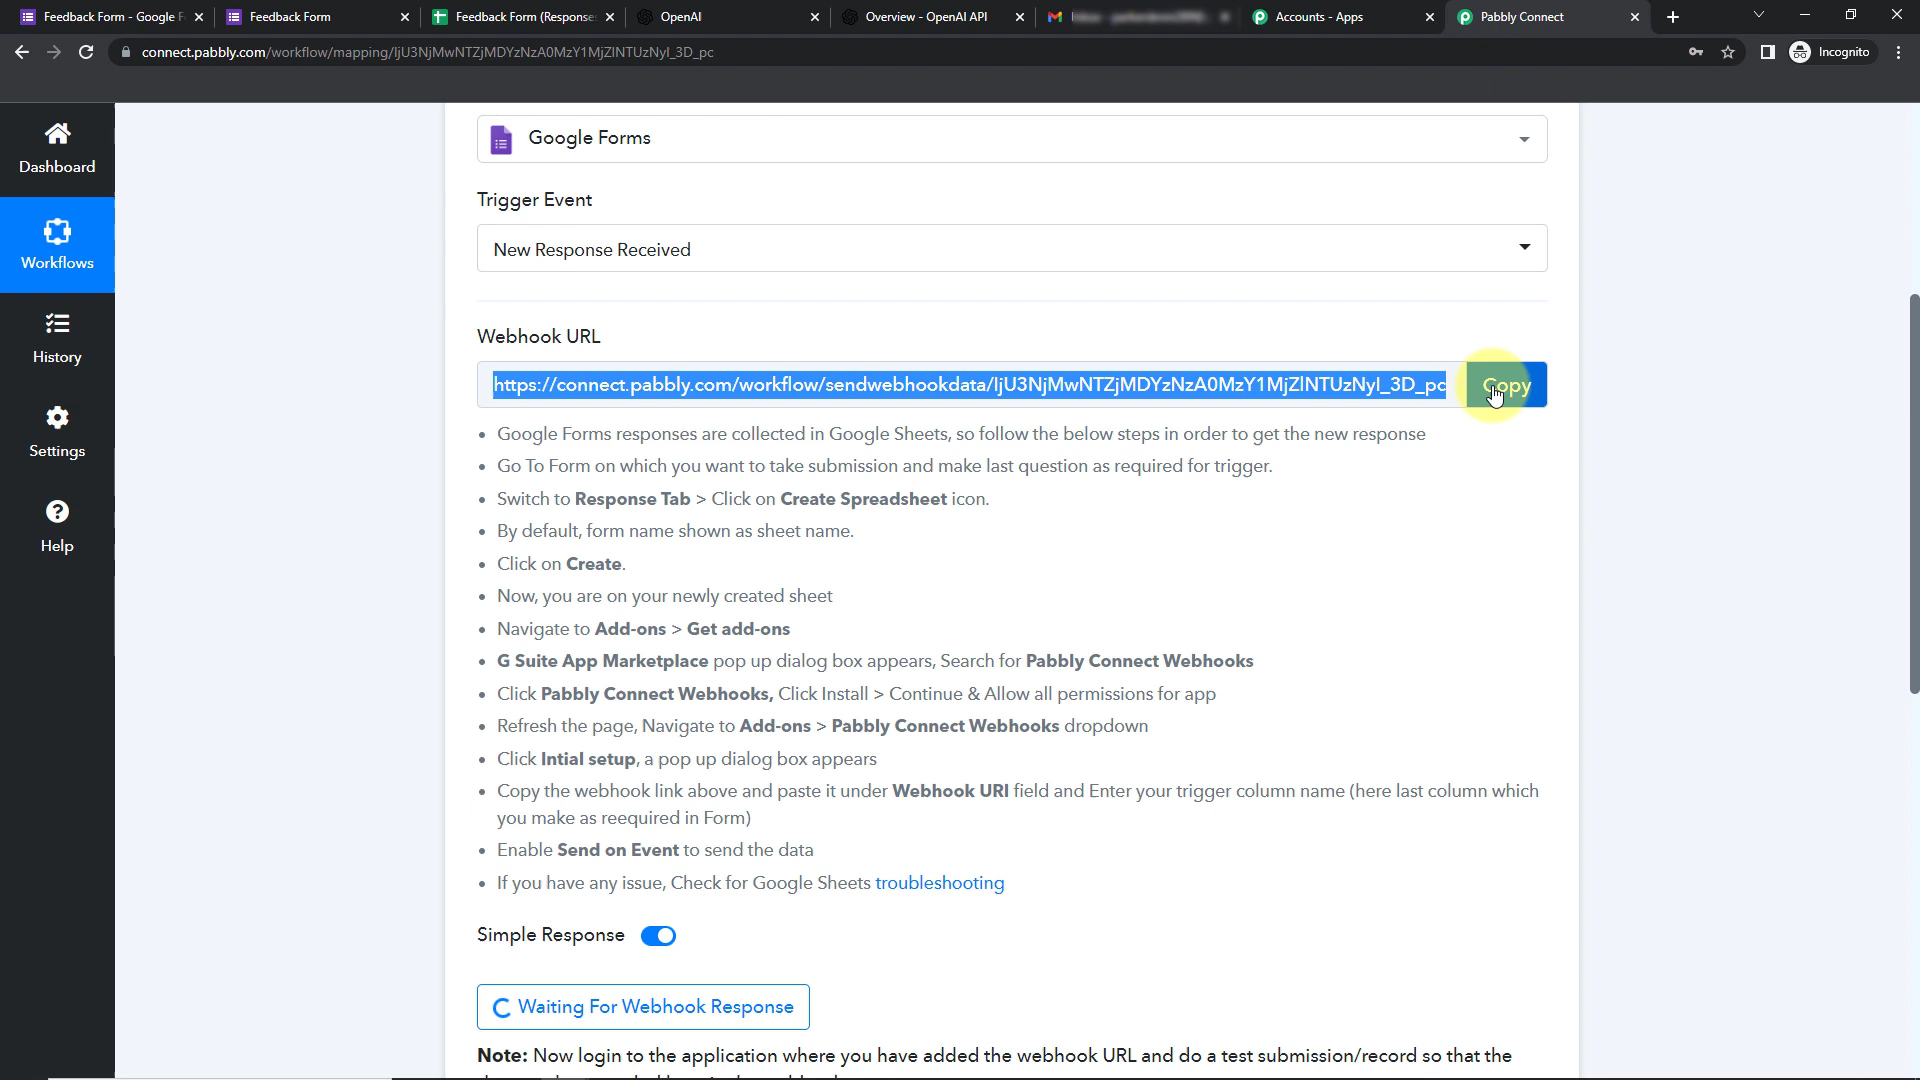 Feedback Form - Google F
Feedback Form
Feedback Form (Response
OpenAI
Overview - OpenAI API
Accounts - Apps
Pabbly Connect
connect.pabbly.com/workflow/mapping/IjU3NjMwNTZjMDYzNzA0MzY1MjZlNTUzNyI_3D_pc
Incognito
Dashboard
Workflows
History
Settings
Help
Google Forms
Trigger Event
New Response Received
Webhook URL
https://connect.pabbly.com/workflow/sendwebhookdata/IjU3NjMwNTZjMDYzNzA0MzY1MjZlNTUzNyI_3D_pc
Copy
• Google Forms responses are collected in Google Sheets, so follow the below steps in order to get the new response
• Go To Form on which you want to take submission and make last question as required for trigger.
• Switch to Response Tab > Click on Create Spreadsheet icon.
• By default, form name shown as sheet name.
• Click on Create.
• Now, you are on your newly created sheet
• Navigate to Add-ons > Get add-ons
• G Suite App Marketplace pop up dialog box appears, Search for Pabbly Connect Webhooks
• Click Pabbly Connect Webhooks, Click Install > Continue & Allow all permissions for app
• Refresh the page, Navigate to Add-ons > Pabbly Connect Webhooks dropdown
• Click Intial setup, a pop up dialog box appears
• Copy the webhook link above and paste it under Webhook URl field and Enter your trigger column name (here last column which
you make as reequired in Form)
• Enable Send on Event to send the data
• If you have any issue, Check for Google Sheets troubleshooting
Simple Response
Waiting For Webhook Response
Note: Now login to the application where you have added the webhook URL and do a test submission/record so that the